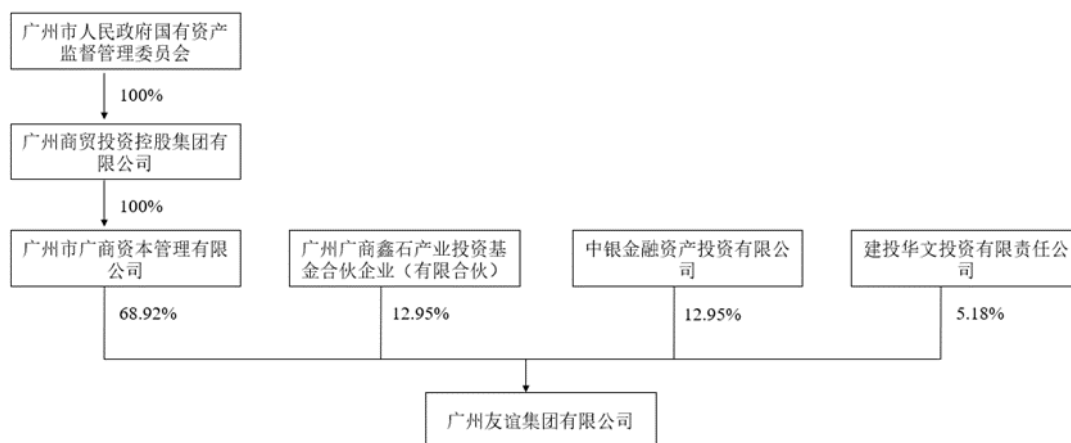 广州市人民政府国有资产
监督管理委员会
100%
广州商贸投资控股集团有
限公司
100%
广州市广商资本管理有限
公司
广州广商鑫石产业投资基
金合伙企业（有限合伙）
中银金融资产投资有限公
司
建投华文投资有限责任公
司
68.92%
12.95%
12.95%
5.18%
广州友谊集团有限公司